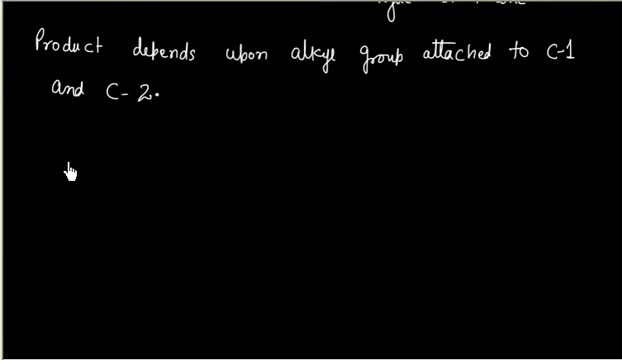 Product depends upon alkyl group attached to C-1
and C-2.